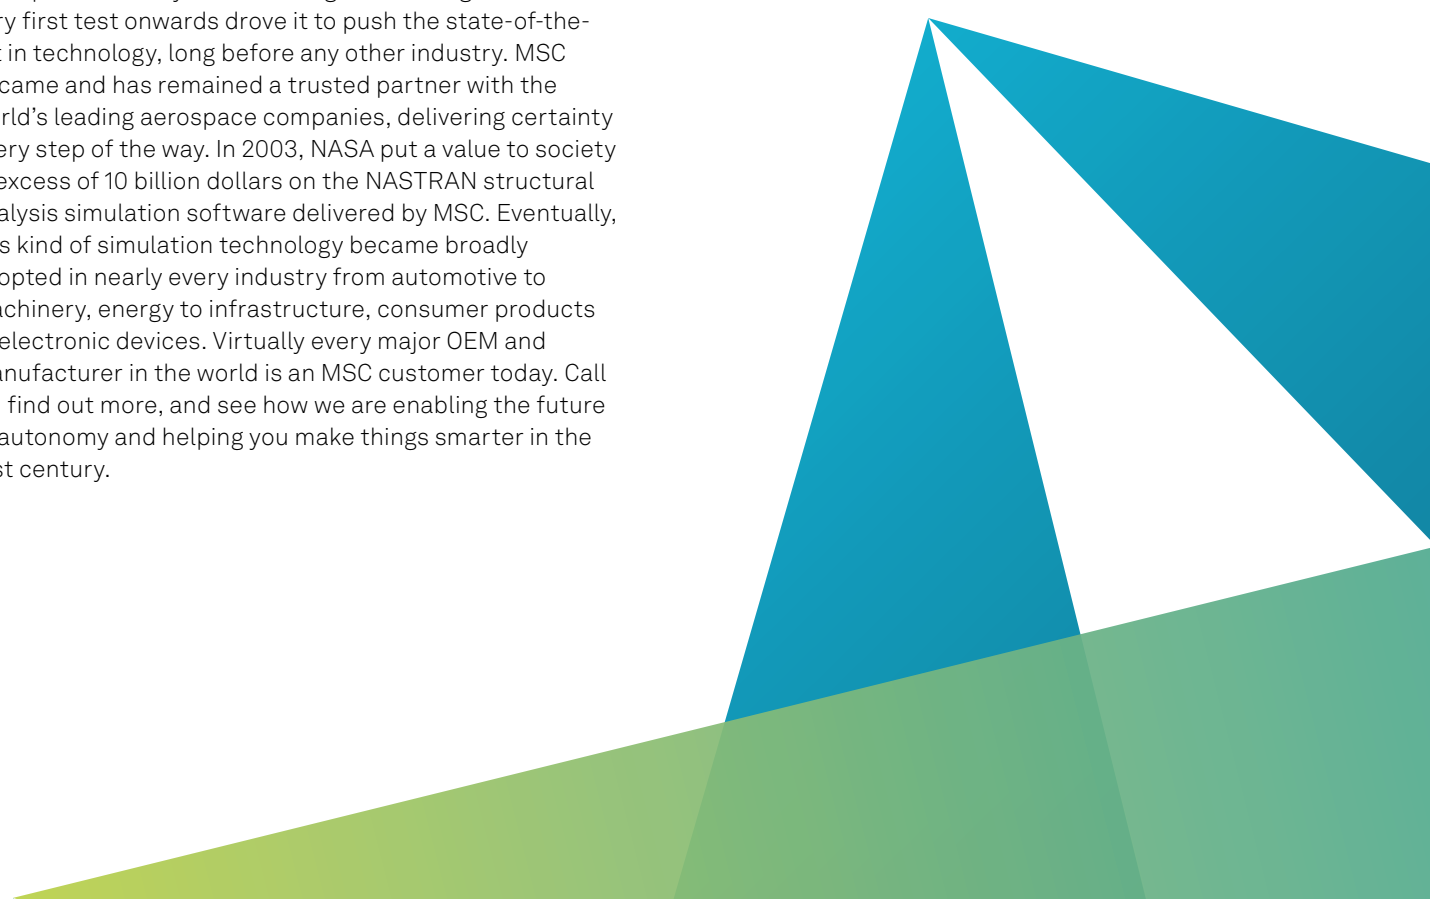 ry first test onwards drove it to push the state-of-the-
t in technology, long before any other industry. MSC
came and has remained a trusted partner with the
rld's leading aerospace companies, delivering certainty
ery step of the way. In 2003, NASA put a value to society
excess of 10 billion dollars on the NASTRAN structural
alysis simulation software delivered by MSC. Eventually,
s kind of simulation technology became broadly
opted in nearly every industry from automotive to
achinery, energy to infrastructure, consumer products
electronic devices. Virtually every major OEM and
anufacturer in the world is an MSC customer today. Call
find out more, and see how we are enabling the future
autonomy and helping you make things smarter in the
st century.